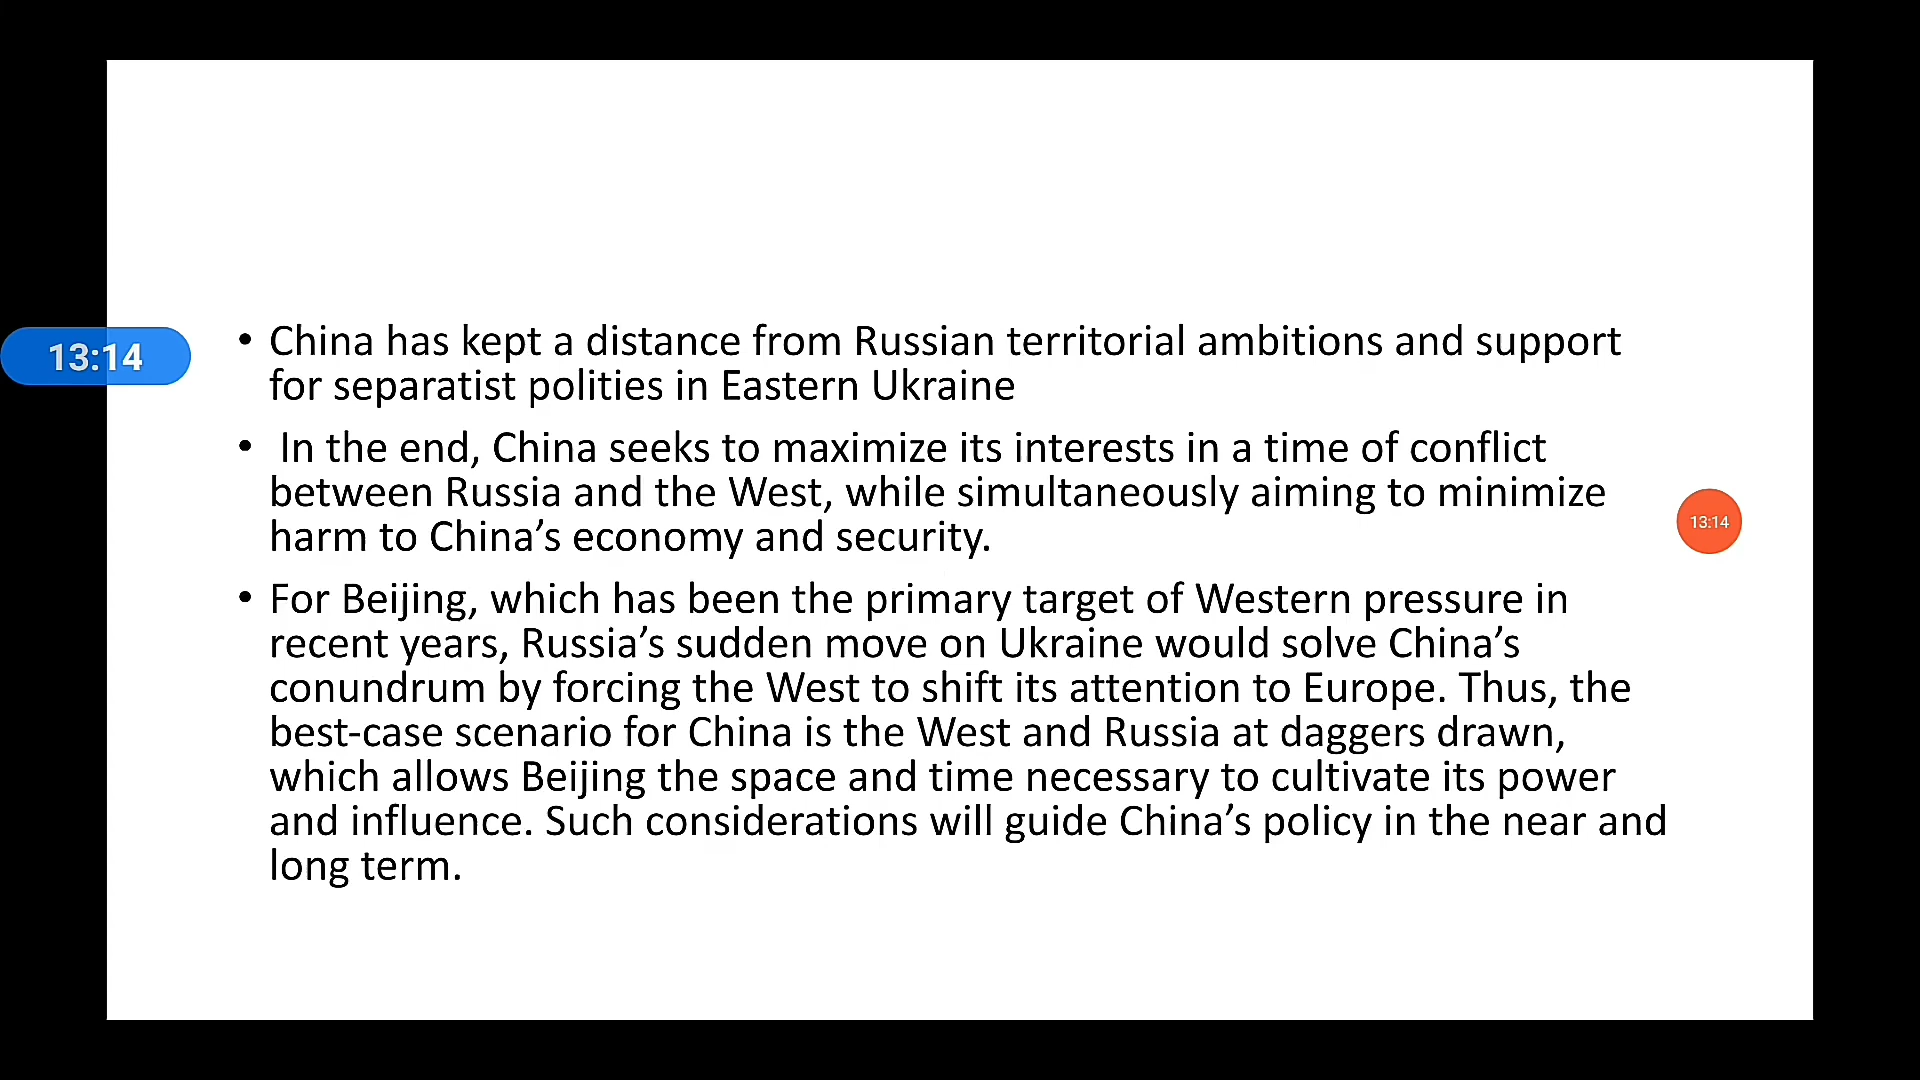 • China has kept a distance from Russian territorial ambitions and support
for separatist polities in Eastern Ukraine
• In the end, China seeks to maximize its interests in a time of conflict
between Russia and the West, while simultaneously aiming to minimize
harm to China’s economy and security.
• For Beijing, which has been the primary target of Western pressure in
recent years, Russia’s sudden move on Ukraine would solve China’s
conundrum by forcing the West to shift its attention to Europe. Thus, the
best-case scenario for China is the West and Russia at daggers drawn,
which allows Beijing the space and time necessary to cultivate its power
and influence. Such considerations will guide China’s policy in the near and
long term.
13:14
13:14